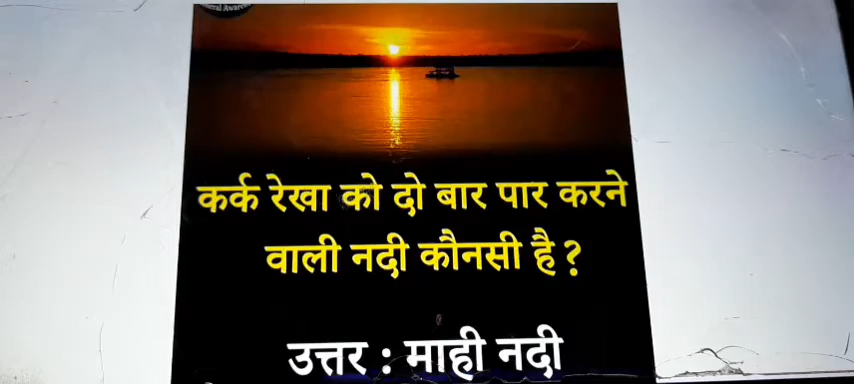 कर्क रेखा को दो बार पार करने
वाली नदी कौनसी है ?
उत्तर : माही नदी